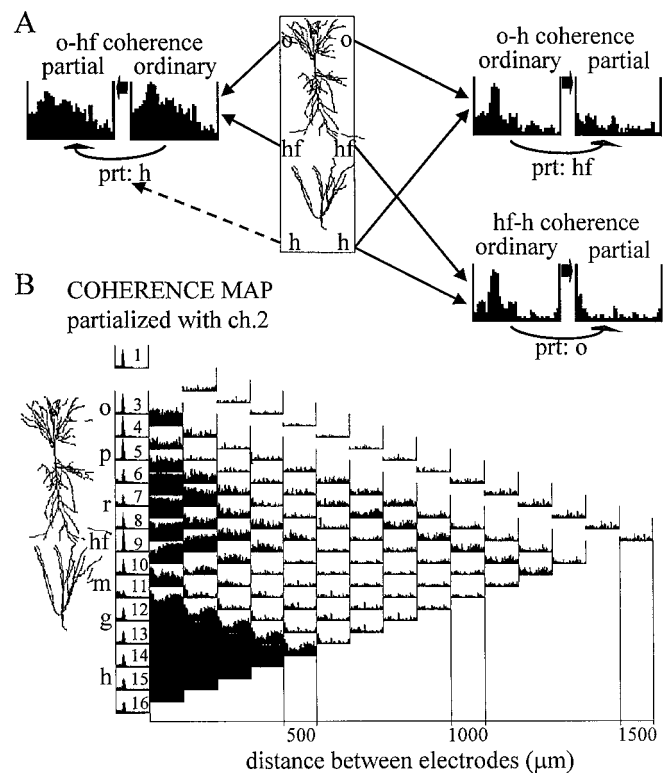 A
o-hf coherence
partial ordinary
prt: h
o o
hf hf
h h
o-h coherence
ordinary partial
prt: hf
hf-h coherence
ordinary partial
prt: o
B COHERENCE MAP
partialized with ch.2
1
o 3
4
p 5
6
r 7
8
hf 9
10
m 11
g 12
13
14
h 15
16
500 1000 1500
distance between electrodes (μm)